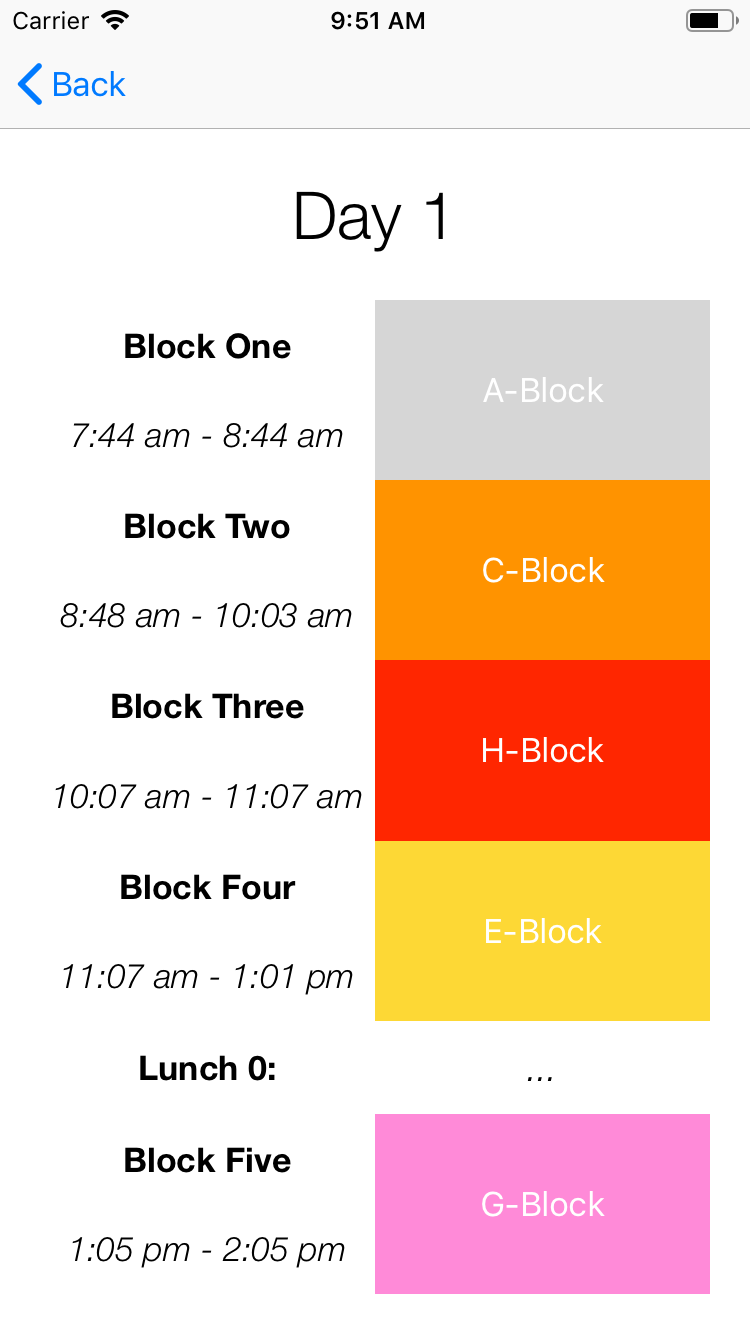 Carrier 9:51 AM
Back
Day 1
Block One
A-Block
7:44 am - 8:44 am
Block Two
C-Block
8:48 am - 10:03 am
Block Three
H-Block
10:07 am - 11:07 am
Block Four
E-Block
11:07 am - 1:01 pm
Lunch 0: ...
Block Five
G-Block
1:05 pm - 2:05 pm